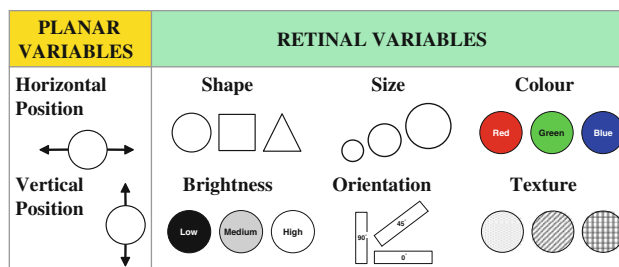 PLANAR
VARIABLES
RETINAL VARIABLES
Horizontal
Position
Shape
Size
Colour
Red Green Blue
Vertical
Position
Brightness
Orientation
Texture
Low Medium High
90°
45°
0°